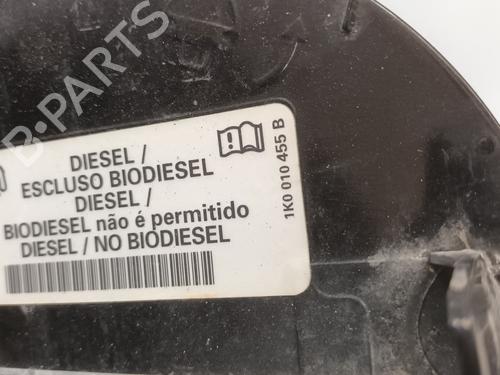 B-PARTS
DIESEL /
ESCLUSO BIODIESEL
DIESEL /
BIODIESEL não é permitido
DIESEL / NO BIODIESEL
1K0 010 455 B